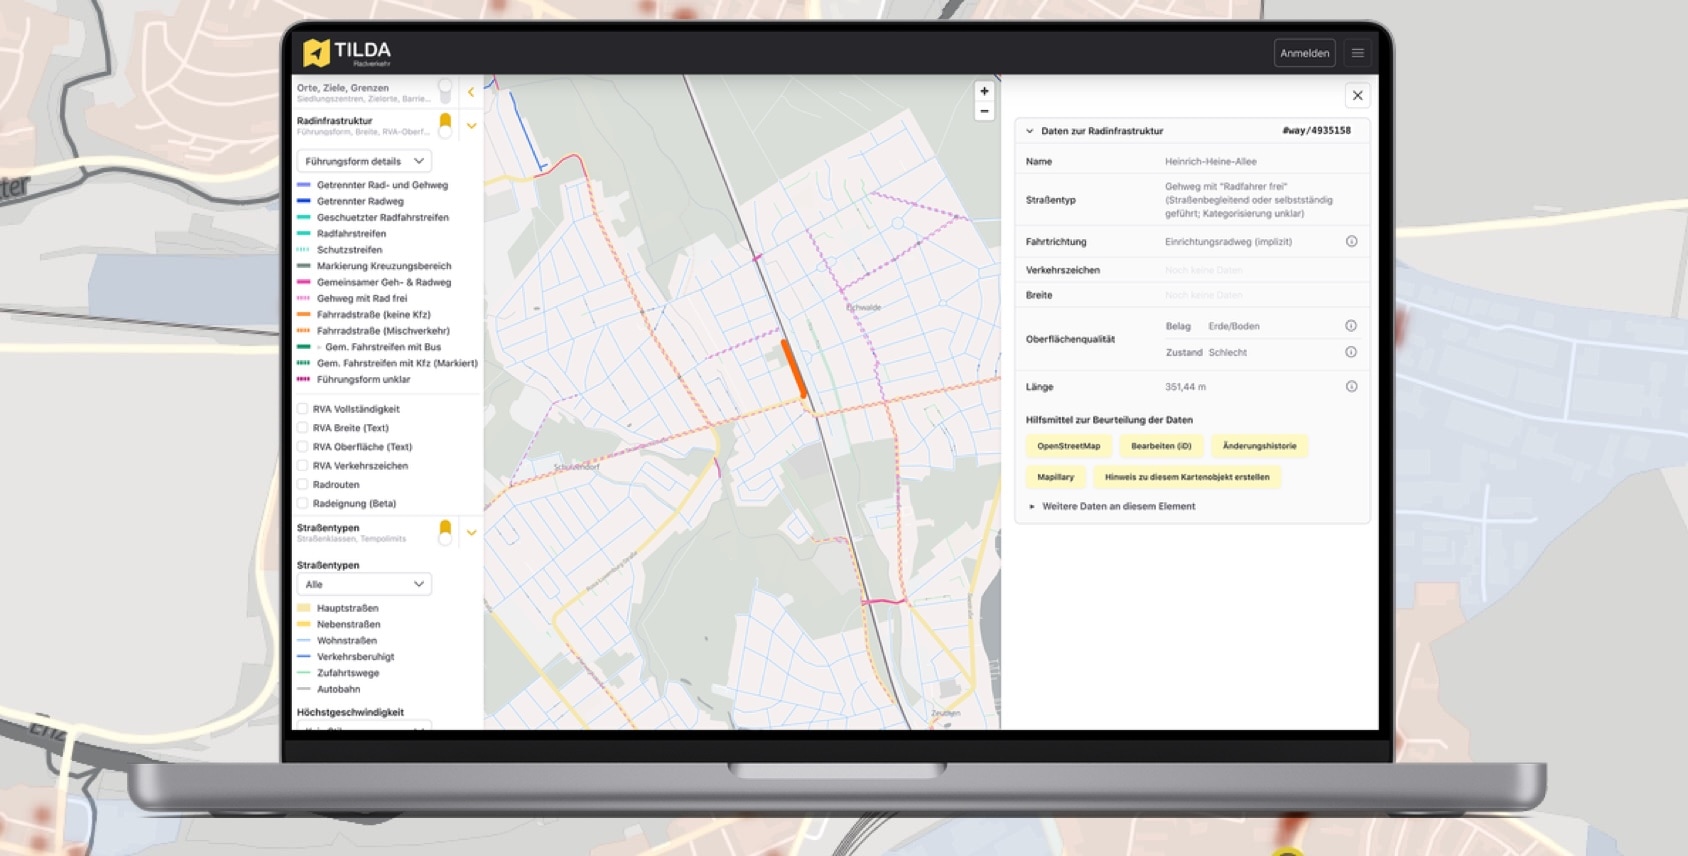 TILDA
Radverkehr
Anmelden
Orte, Ziele, Grenzen
Siedlungszentren, Zielorte, Barrie...
Radinfrastruktur
Führungsform, Breite, RVA-Oberf...
Führungsform details
Getrennter Rad- und Gehweg
Getrennter Radweg
Geschuetzter Radfahrstreifen
Radfahrstreifen
Schutzstreifen
Markierung Kreuzungsbereich
Gemeinsamer Geh- & Radweg
Gehweg mit Rad frei
Fahrradstraße (keine Kfz)
Fahrradstraße (Mischverkehr)
- Gem. Fahrstreifen mit Bus
Gem. Fahrstreifen mit Kfz (Markiert)
Führungsform unklar
RVA Vollständigkeit
RVA Breite (Text)
RVA Oberfläche (Text)
RVA Verkehrszeichen
Radrouten
Radeignung (Beta)
Straßentypen
Straßenklassen, Tempolimits
Straßentypen
Alle
Hauptstraßen
Nebenstraßen
Wohnstraßen
Verkehrsberuhigt
Zufahrtswege
Autobahn
Höchstgeschwindigkeit
+
-
Eichwalde
Schulzendorf
Rosa-Luxemburg-Straße
Zeuthen
Daten zur Radinfrastruktur #way/4935158
Name Heinrich-Heine-Allee
Straßentyp Gehweg mit "Radfahrer frei"
(Straßenbegleitend oder selbstständig
geführt; Kategorisierung unklar)
Fahrtrichtung Einrichtungsradweg (implizit)
Verkehrszeichen Noch keine Daten
Breite Noch keine Daten
Oberflächenqualität
Belag Erde/Boden
Zustand Schlecht
Länge 351,44 m
Hilfsmittel zur Beurteilung der Daten
OpenStreetMap Bearbeiten (iD) Änderungshistorie
Mapillary Hinweis zu diesem Kartenobjekt erstellen
Weitere Daten an diesem Element